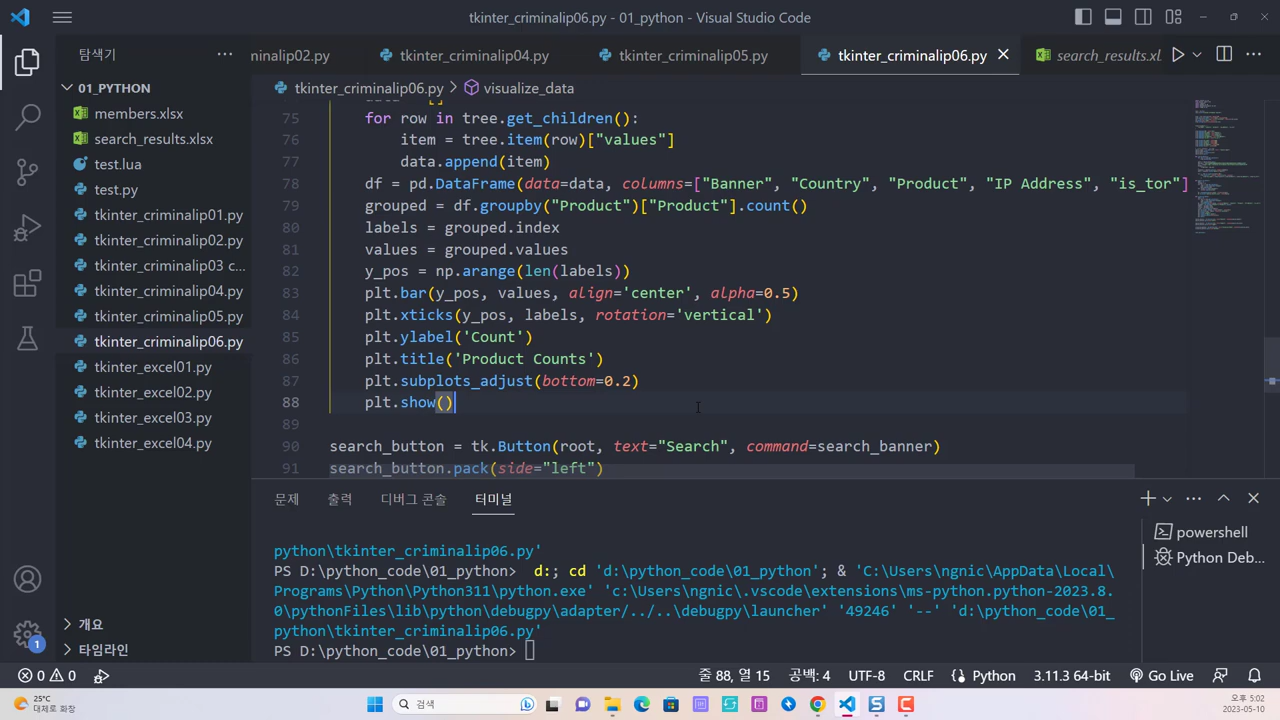 tkinter_criminalip06.py - 01_python - Visual Studio Code
탐색기
minalip02.py
tkinter_criminalip04.py
tkinter_criminalip05.py
tkinter_criminalip06.py
search_results.xl
01_PYTHON
members.xlsx
search_results.xlsx
test.lua
test.py
tkinter_criminalip01.py
tkinter_criminalip02.py
tkinter_criminalip03 c...
tkinter_criminalip04.py
tkinter_criminalip05.py
tkinter_criminalip06.py
tkinter_excel01.py
tkinter_excel02.py
tkinter_excel03.py
tkinter_excel04.py
개요
타임라인
tkinter_criminalip06.py > visualize_data
75 for row in tree.get_children():
76 item = tree.item(row)["values"]
77 data.append(item)
78 df = pd.DataFrame(data=data, columns=["Banner", "Country", "Product", "IP Address", "is_tor"]
79 grouped = df.groupby("Product")["Product"].count()
80 labels = grouped.index
81 values = grouped.values
82 y_pos = np.arange(len(labels))
83 plt.bar(y_pos, values, align='center', alpha=0.5)
84 plt.xticks(y_pos, labels, rotation='vertical')
85 plt.ylabel('Count')
86 plt.title('Product Counts')
87 plt.subplots_adjust(bottom=0.2)
88 plt.show()
89
90 search_button = tk.Button(root, text="Search", command=search_banner)
91 search_button.pack(side="left")
문제
출력
디버그 콘솔
터미널
python\tkinter_criminalip06.py'
PS D:\python_code\01_python> d:; cd 'd:\python_code\01_python'; & 'C:\Users\ngnic\AppData\Local\
Programs\Python\Python311\python.exe' 'c:\Users\ngnic\.vscode\extensions\ms-python.python-2023.8.
0\pythonFiles\lib\python\debugpy\adapter/../..\debugpy\launcher' '49246' '--' 'd:\python_code\01_
python\tkinter_criminalip06.py'
PS D:\python_code\01_python>
powershell
Python Deb...
1
0 0
줄 88, 열 15
공백: 4
UTF-8
CRLF
Python
3.11.3 64-bit
Go Live
25°C
대체로 화창
검색
오후 5:02
2023-05-10